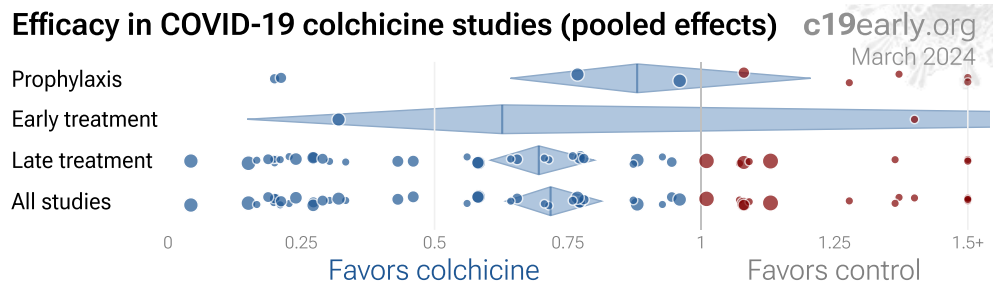 Efficacy in COVID-19 colchicine studies (pooled effects)
c19early.org
March 2024
Prophylaxis
Early treatment
Late treatment
All studies
0 0.25 0.5 0.75 1 1.25 1.5+
Favors colchicine Favors control